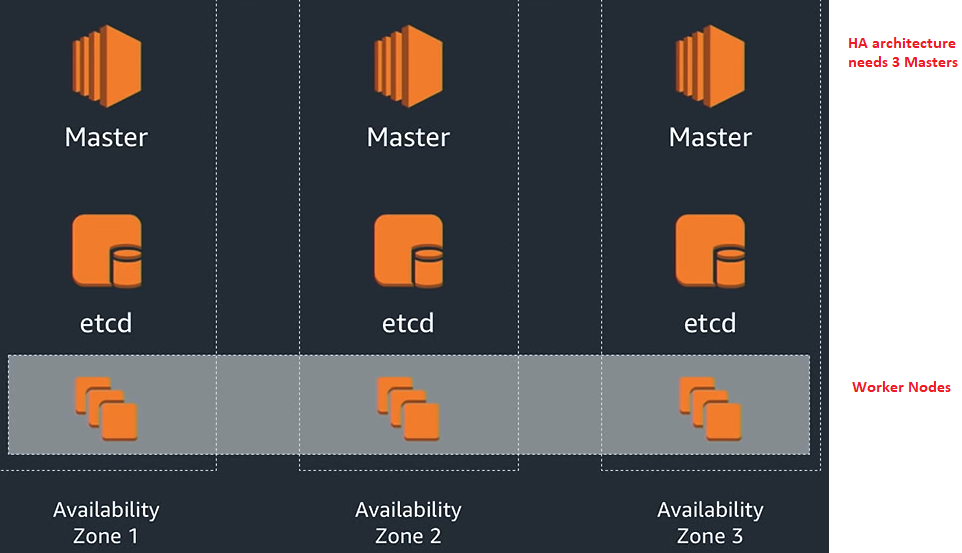 HA architecture
needs 3 Masters
Master
Master
Master
etcd
etcd
etcd
Worker Nodes
Availability
Zone 1
Availability
Zone 2
Availability
Zone 3